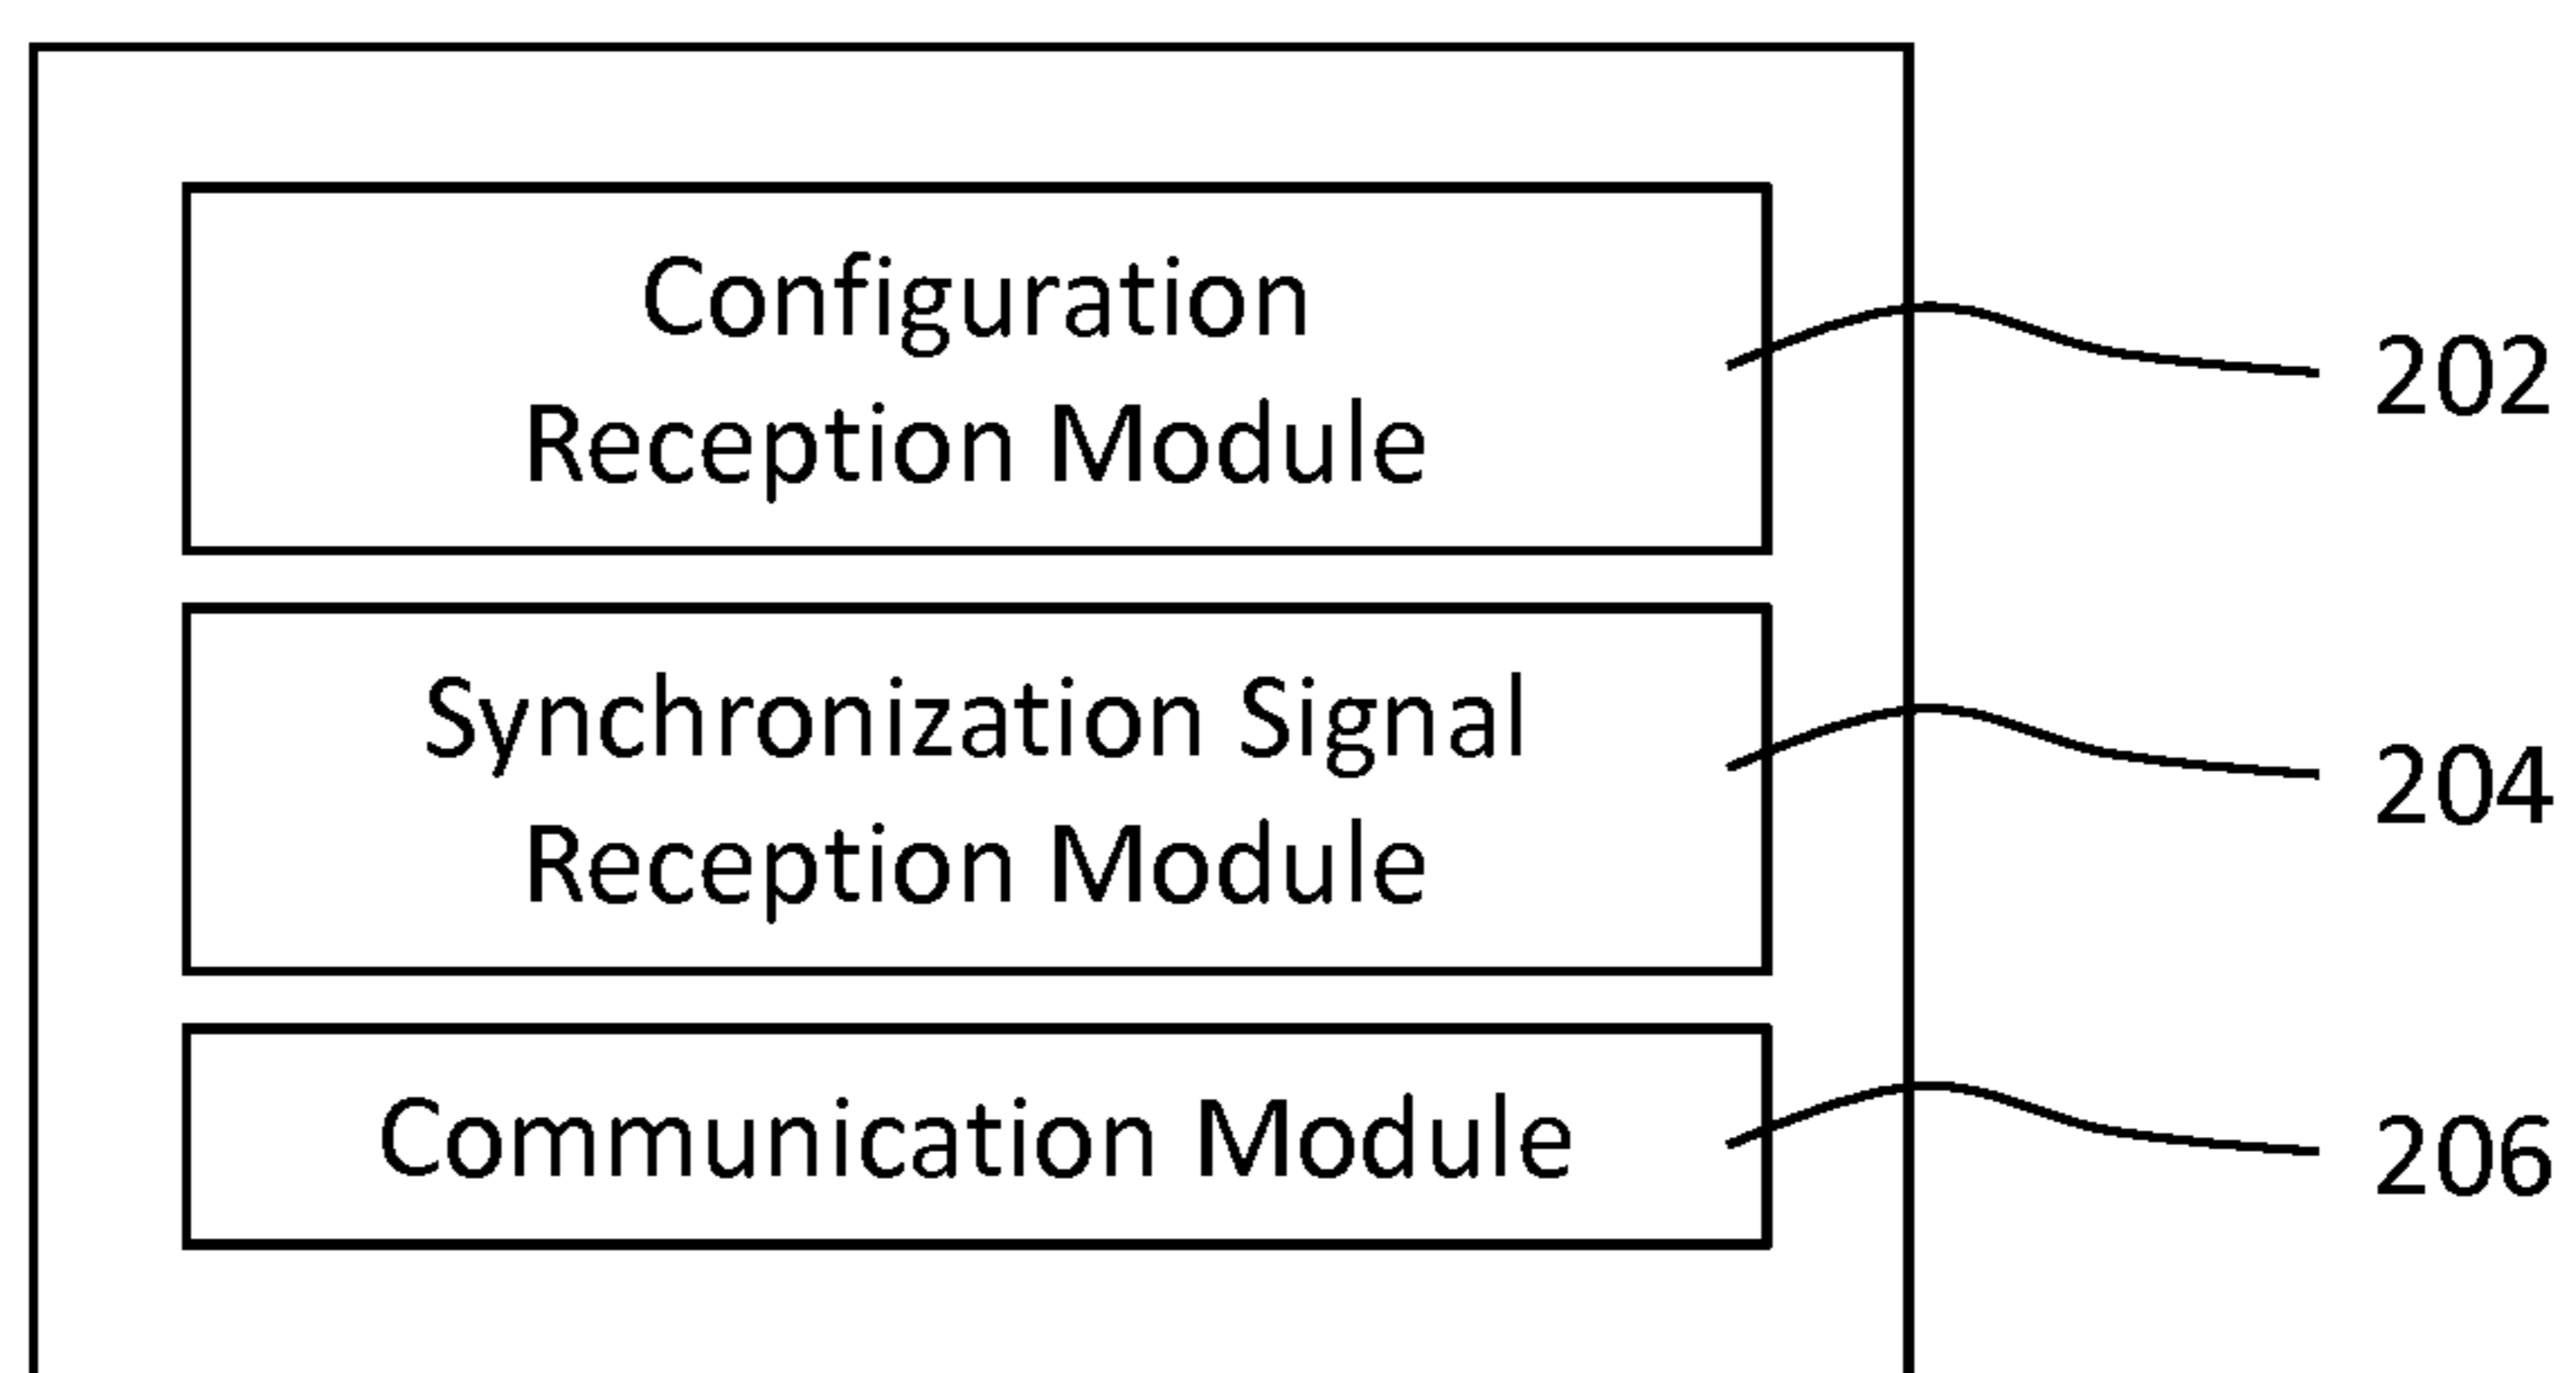 Configuration
Reception Module
202
Synchronization Signal
Reception Module
204
Communication Module
206